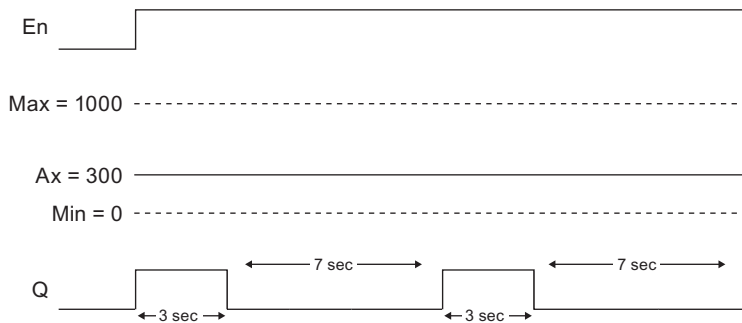 En
Max = 1000
Ax = 300
Min = 0
7 sec 7 sec
Q
3 sec 3 sec